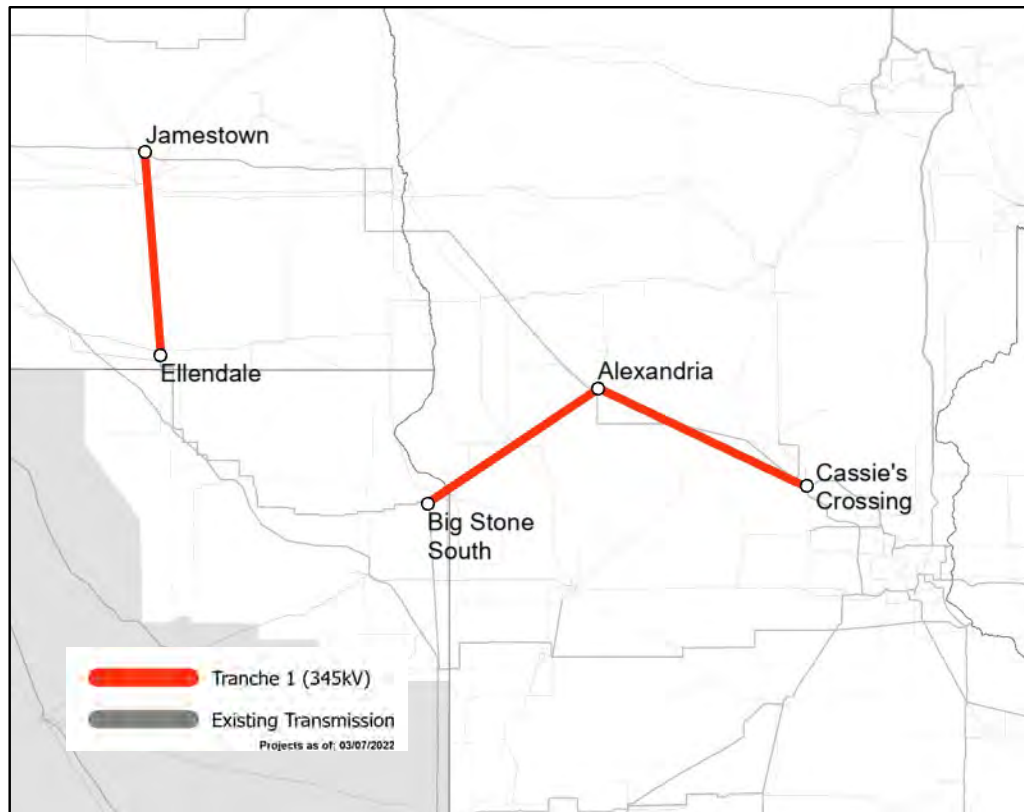 Jamestown
Ellendale
Alexandria
Cassie's
Crossing
Big Stone
South
Tranche 1 (345kV)
Existing Transmission
Projects as of: 03/07/2022